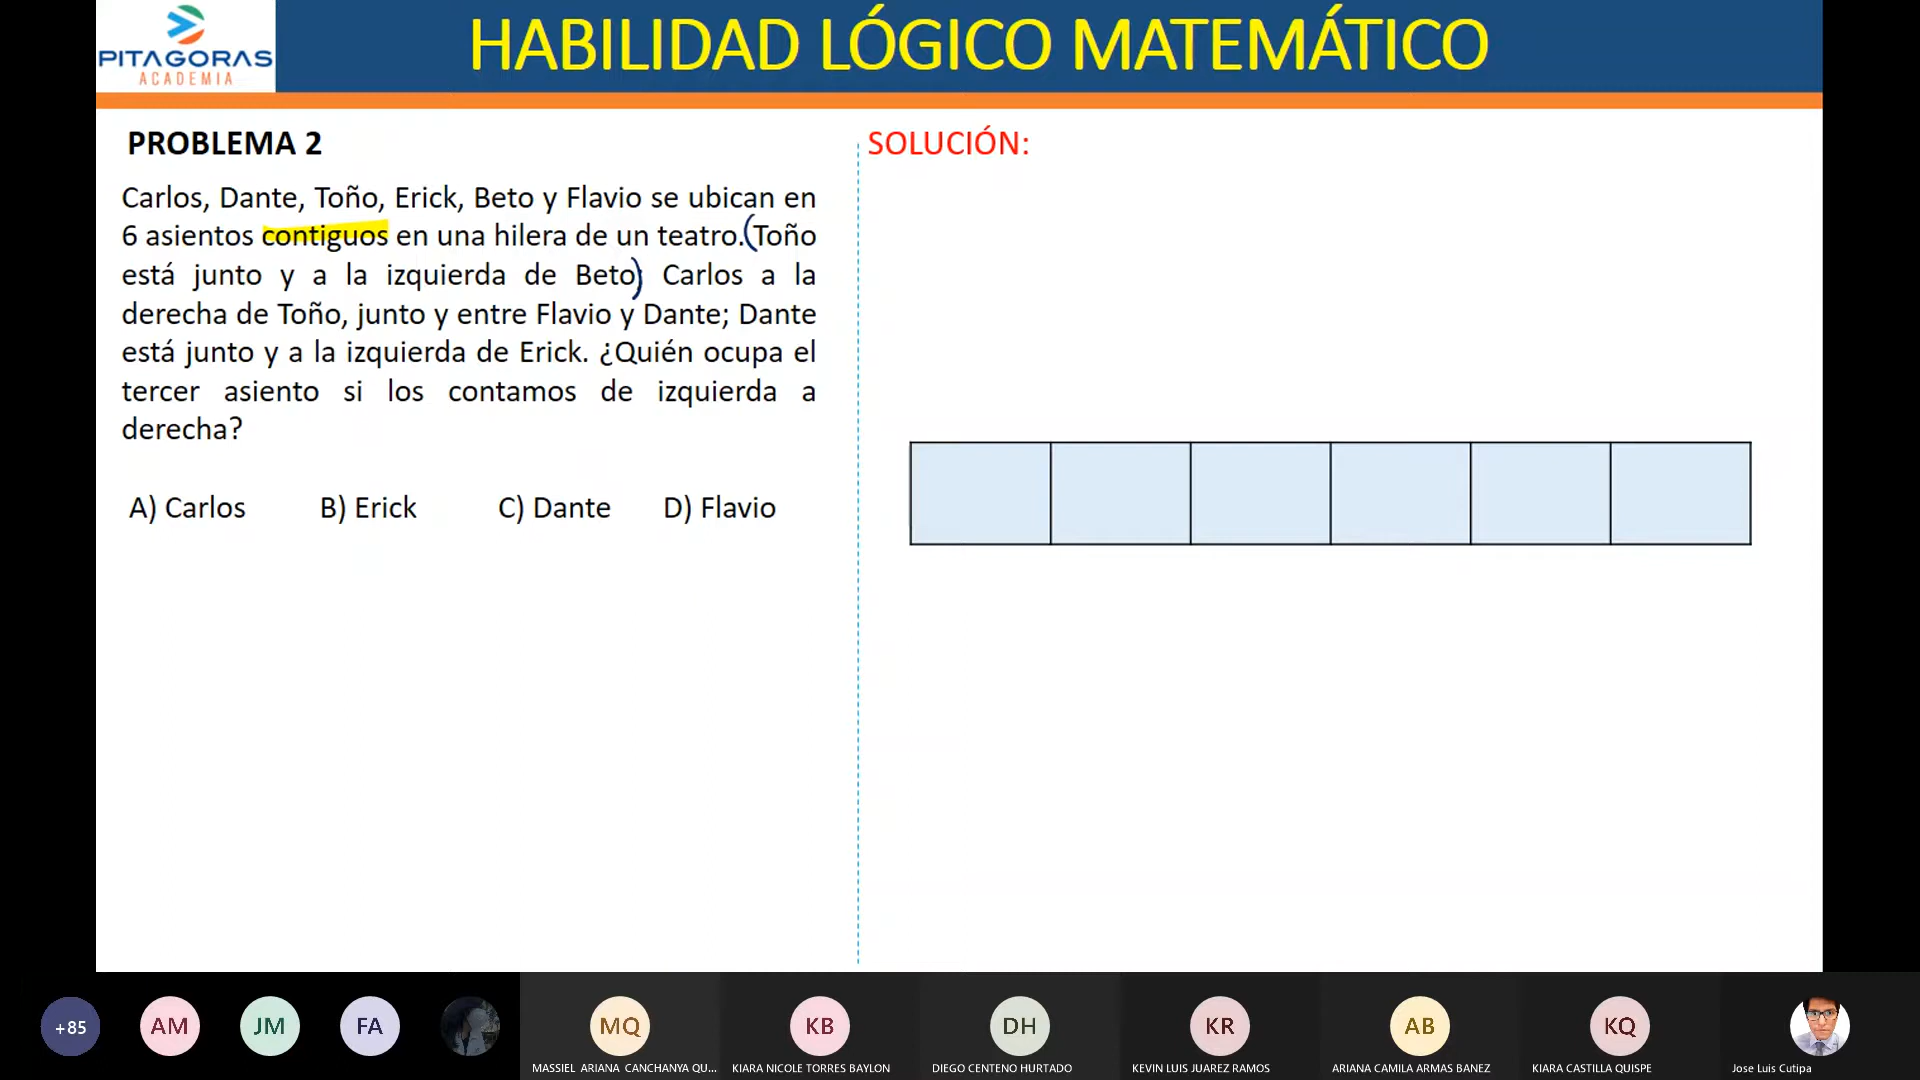 PITAGORAS
ACADEMIA
HABILIDAD LÓGICO MATEMÁTICO
PROBLEMA 2
Carlos, Dante, Toño, Erick, Beto y Flavio se ubican en
6 asientos contiguos en una hilera de un teatro. (Toño
está junto y a la izquierda de Beto; ) Carlos a la
derecha de Toño, junto y entre Flavio y Dante; Dante
está junto y a la izquierda de Erick. ¿Quién ocupa el
tercer asiento si los contamos de izquierda a
derecha?
A) Carlos B) Erick C) Dante D) Flavio
SOLUCIÓN:
+85 AM JM FA MQ KB DH KR AB KQ
MASSIEL ARIANA CANCHANYA QU... KIARA NICOLE TORRES BAYLON DIEGO CENTENO HURTADO KEVIN LUIS JUAREZ RAMOS ARIANA CAMILA ARMAS BANEZ KIARA CASTILLA QUISPE Jose Luis Cutipa